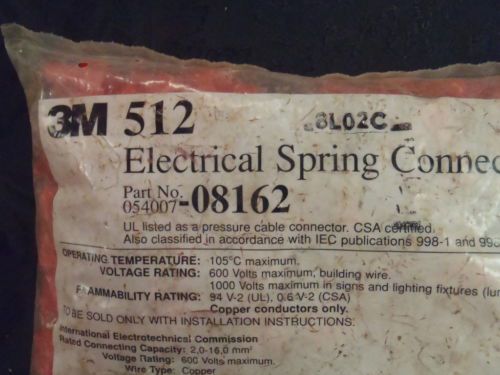 3M 512
8L02C
Electrical Spring Connec
Part No.
054007-08162
UL listed as a pressure cable connector. CSA certified.
Also classified in accordance with IEC publications 998-1 and 998
OPERATING TEMPERATURE: 105°C maximum.
VOLTAGE RATING: 600 Volts maximum, building wire.
1000 Volts maximum in signs and lighting fixtures (lum
FLAMMABILITY RATING: 94 V-2 (UL), 0.6 V-2 (CSA)
Copper conductors only.
TO BE SOLD ONLY WITH INSTALLATION INSTRUCTIONS.
International Electrotechnical Commission
Rated Connecting Capacity: 2,0-16,0 mm²
Voltage Rating: 600 Volts maximum.
Wire Type: Copper